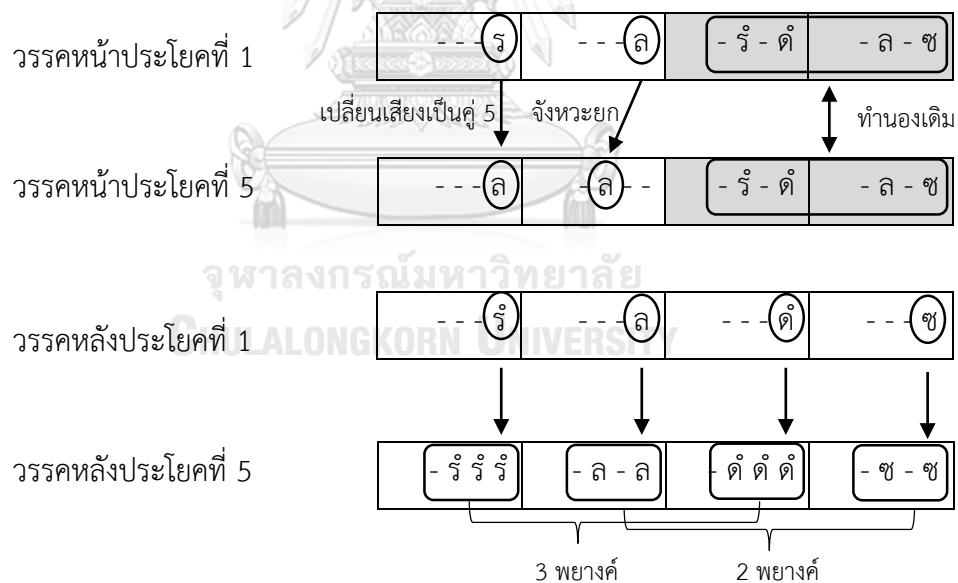 วรรคหน้าประโยคที่ 1 - - - ร - - - ล - รํ - ดํ - ล - ซ
เปลี่ยนเสียงเป็นคู่ 5 จังหวะยก ทำนองเดิม
วรรคหน้าประโยคที่ 5 - - - ล - ล - - - รํ - ดํ - ล - ซ
จุฬาลงกรณ์มหาวิทยาลัย
CHULALONGKORN UNIVERSITY
วรรคหลังประโยคที่ 1 - - - รํ - - - ล - - - ดํ - - - ซ
วรรคหลังประโยคที่ 5 - รํ รํ รํ - ล - ล - ดํ ดํ ดํ - ซ - ซ
3 พยางค์ 2 พยางค์